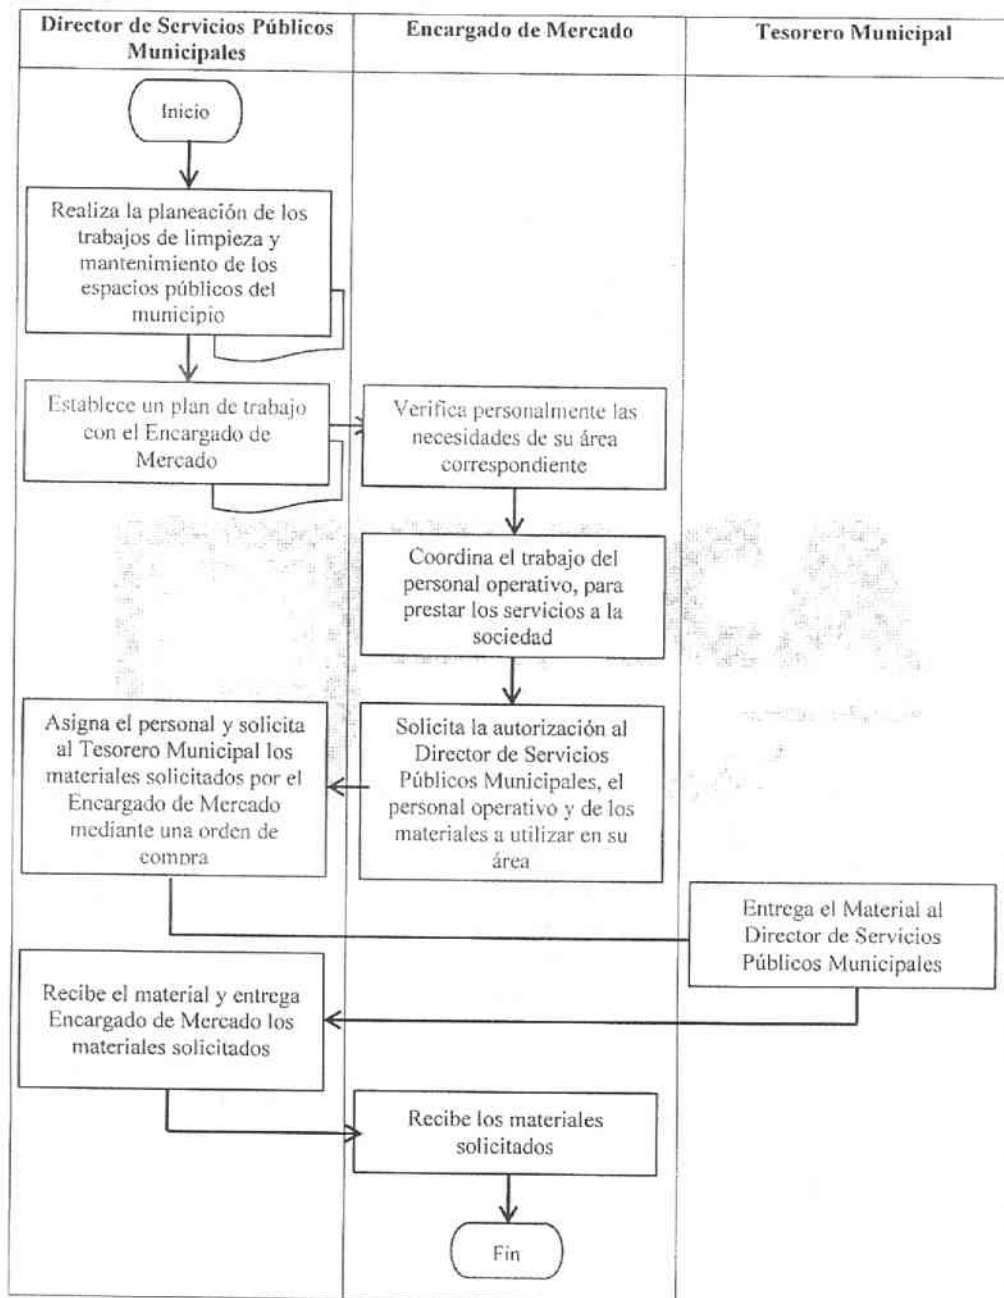 Director de Servicios Públicos
Municipales
Encargado de Mercado
Tesorero Municipal
Inicio
Realiza la planeación de los
trabajos de limpieza y
mantenimiento de los
espacios públicos del
municipio
Establece un plan de trabajo
con el Encargado de
Mercado
Verifica personalmente las
necesidades de su área
correspondiente
Coordina el trabajo del
personal operativo, para
prestar los servicios a la
sociedad
Asigna el personal y solicita
al Tesorero Municipal los
materiales solicitados por el
Encargado de Mercado
mediante una orden de
compra
Solicita la autorización al
Director de Servicios
Públicos Municipales, el
personal operativo y de los
materiales a utilizar en su
área
Entrega el Material al
Director de Servicios
Públicos Municipales
Recibe el material y entrega
Encargado de Mercado los
materiales solicitados
Recibe los materiales
solicitados
Fin